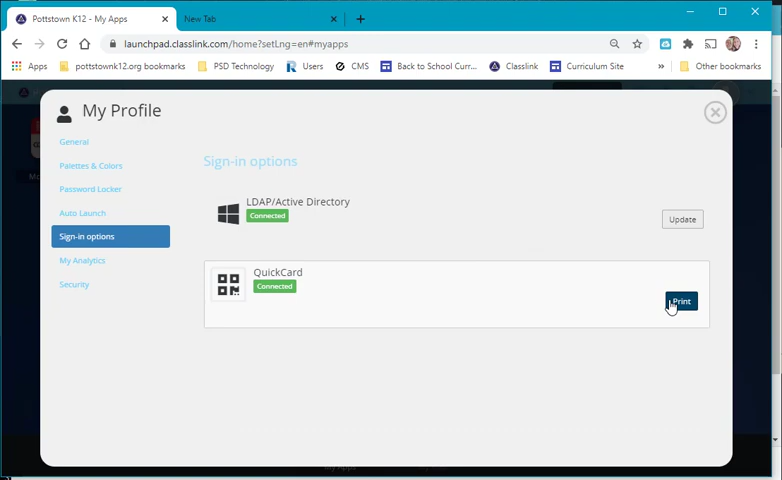 Pottstown K12 - My Apps
New Tab
launchpad.classlink.com/home?setLng=en#myapps
Apps pottstownk12.org bookmarks PSD Technology Users CMS Back to School Curr... Classlink Curriculum Site » Other bookmarks
My Profile
General
Palettes & Colors
Password Locker
Auto Launch
Sign-in options
My Analytics
Security
Sign-in options
LDAP/Active Directory
Connected
Update
QuickCard
Connected
Print